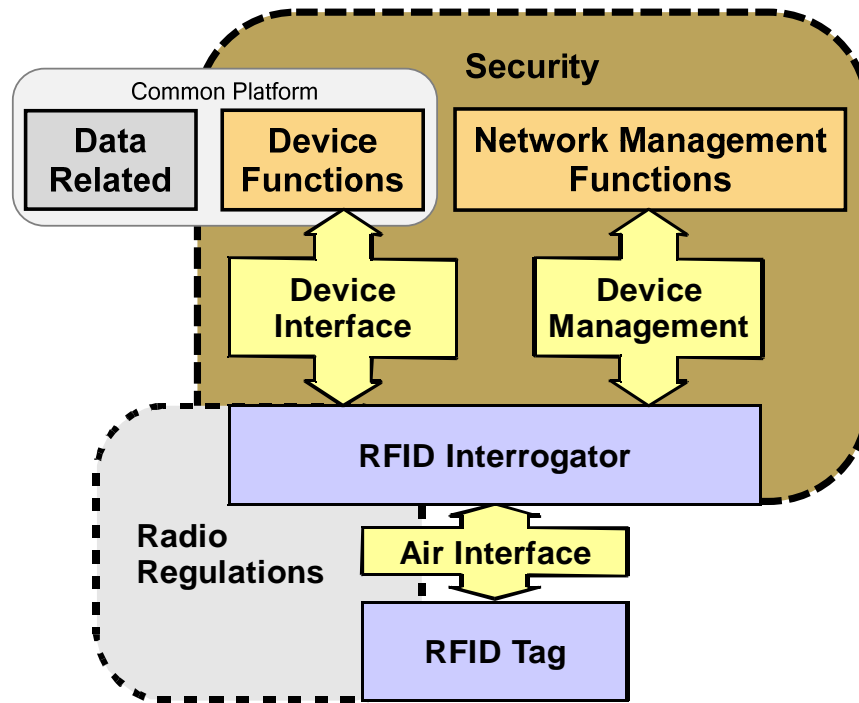 Security
Common Platform
Data
Related
Device
Functions
Network Management
Functions
Device
Interface
Device
Management
RFID Interrogator
Radio
Regulations
Air Interface
RFID Tag